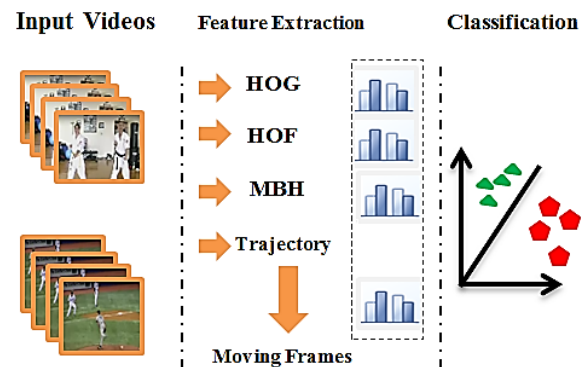 Input Videos
Feature Extraction
Classification
HOG
HOF
MBH
Trajectory
Moving Frames